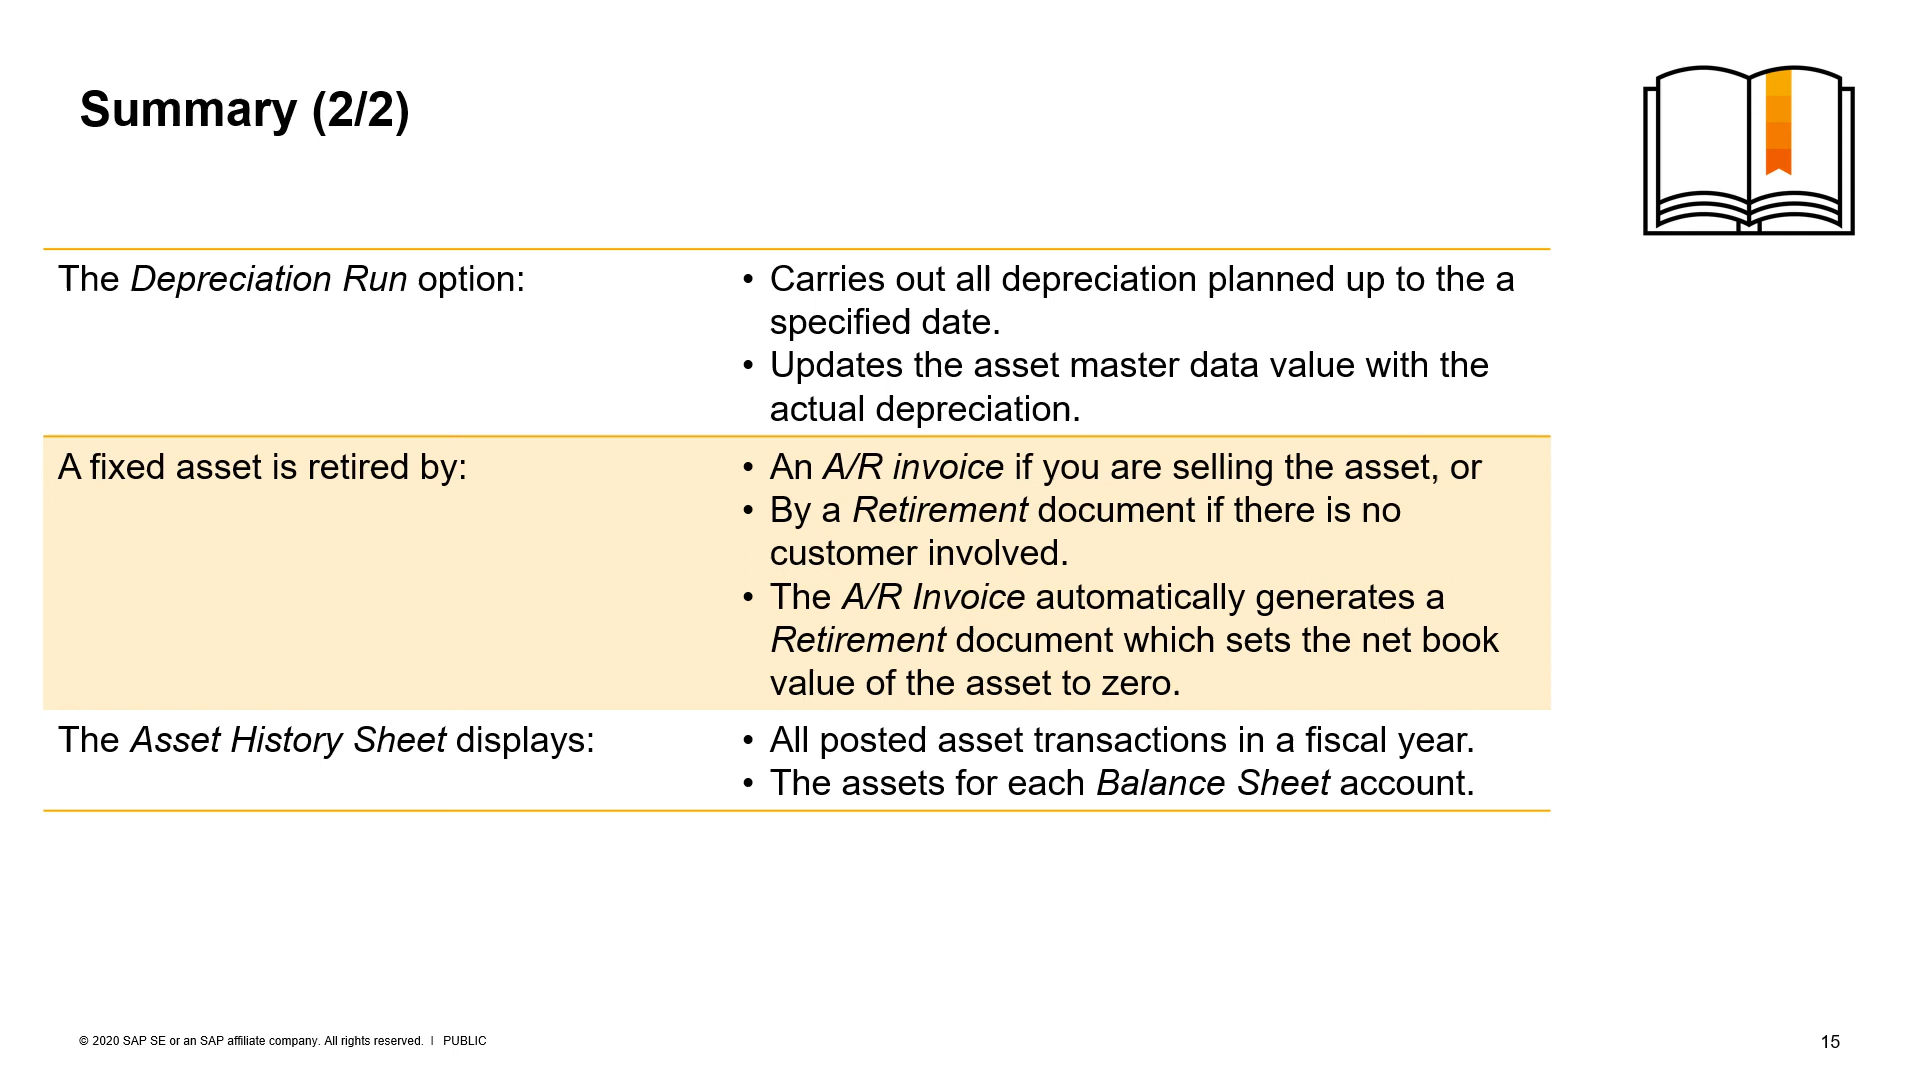 Summary (2/2)
The Depreciation Run option:
• Carries out all depreciation planned up to the a
specified date.
• Updates the asset master data value with the
actual depreciation.
A fixed asset is retired by:
• An A/R invoice if you are selling the asset, or
• By a Retirement document if there is no
customer involved.
• The A/R Invoice automatically generates a
Retirement document which sets the net book
value of the asset to zero.
The Asset History Sheet displays:
• All posted asset transactions in a fiscal year.
• The assets for each Balance Sheet account.
© 2020 SAP SE or an SAP affiliate company. All rights reserved. ǀ PUBLIC
15